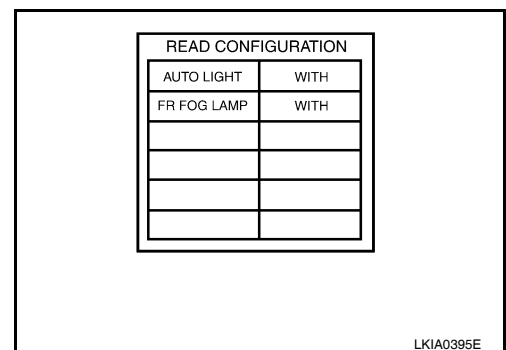 READ CONFIGURATION
AUTO LIGHT WITH
FR FOG LAMP WITH
LKIA0395E